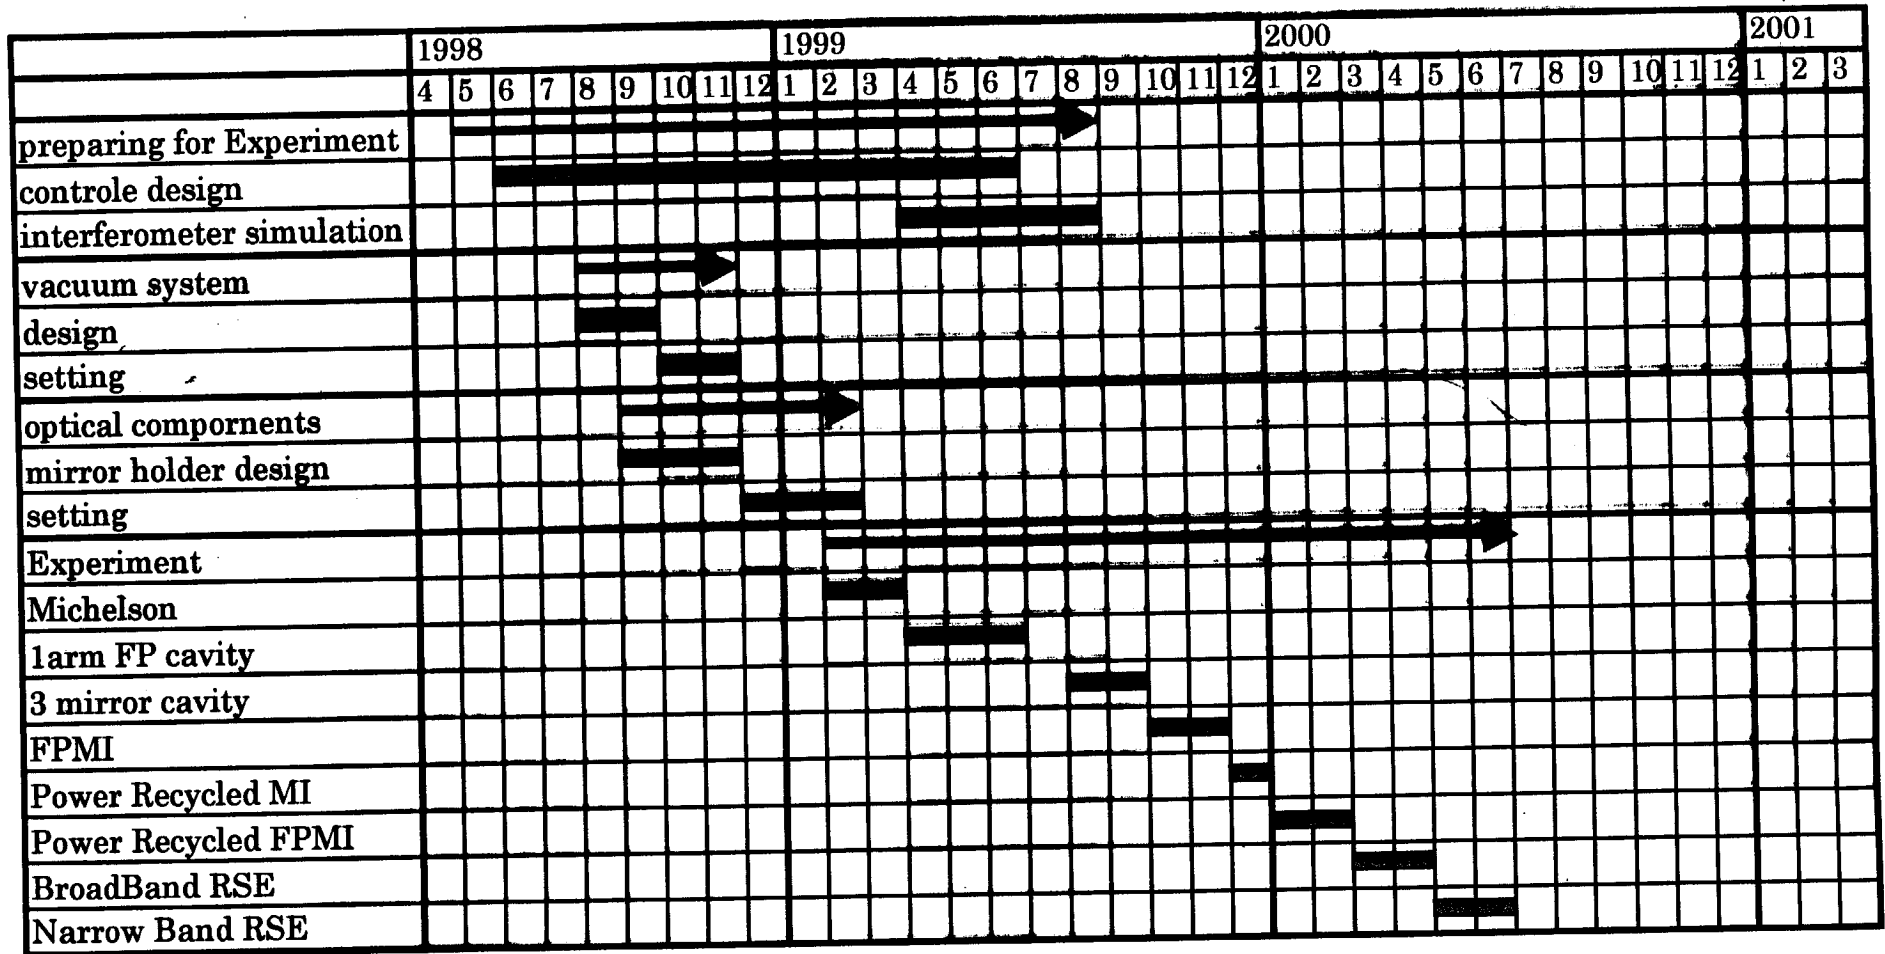 1998 1999 2000 2001
4 5 6 7 8 9 10 11 12 1 2 3 4 5 6 7 8 9 10 11 12 1 2 3 4 5 6 7 8 9 10 11 12 1 2 3
preparing for Experiment
controle design
interferometer simulation
vacuum system
design
setting
optical compornents
mirror holder design
setting
Experiment
Michelson
1arm FP cavity
3 mirror cavity
FPMI
Power Recycled MI
Power Recycled FPMI
BroadBand RSE
Narrow Band RSE